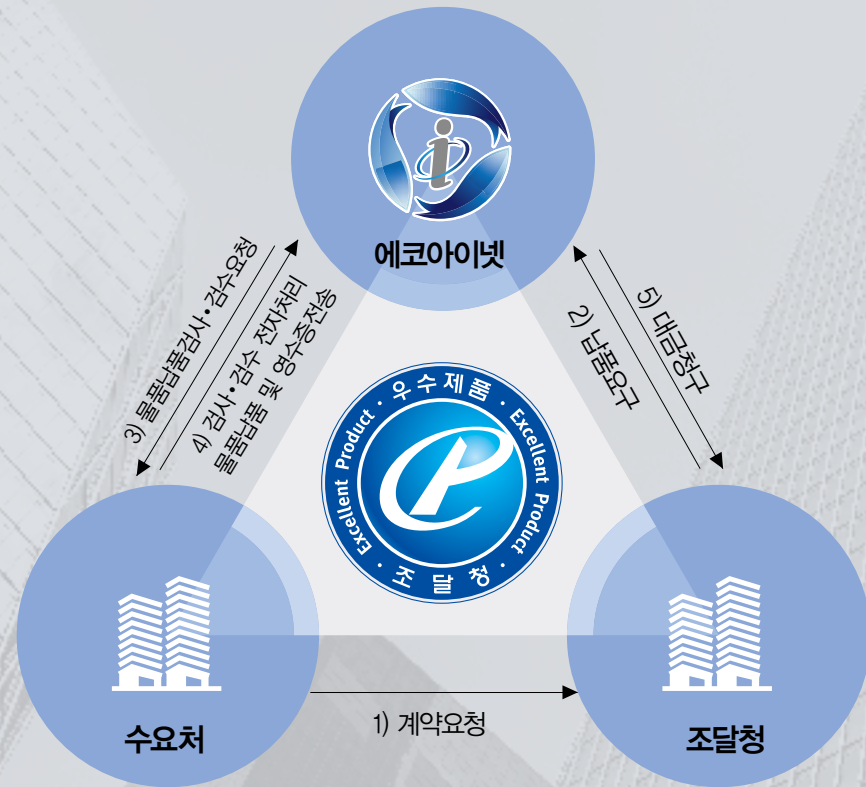 에코아이넷
3) 물품납품검사•검수요청
4) 검사•검수 전자처리
물품납품 및 영수증전송
2) 납품요구
5) 대금청구
• 우수제품 •
Excellent Product
Excellent Product
• 조달청 •
수요처
1) 계약요청
조달청